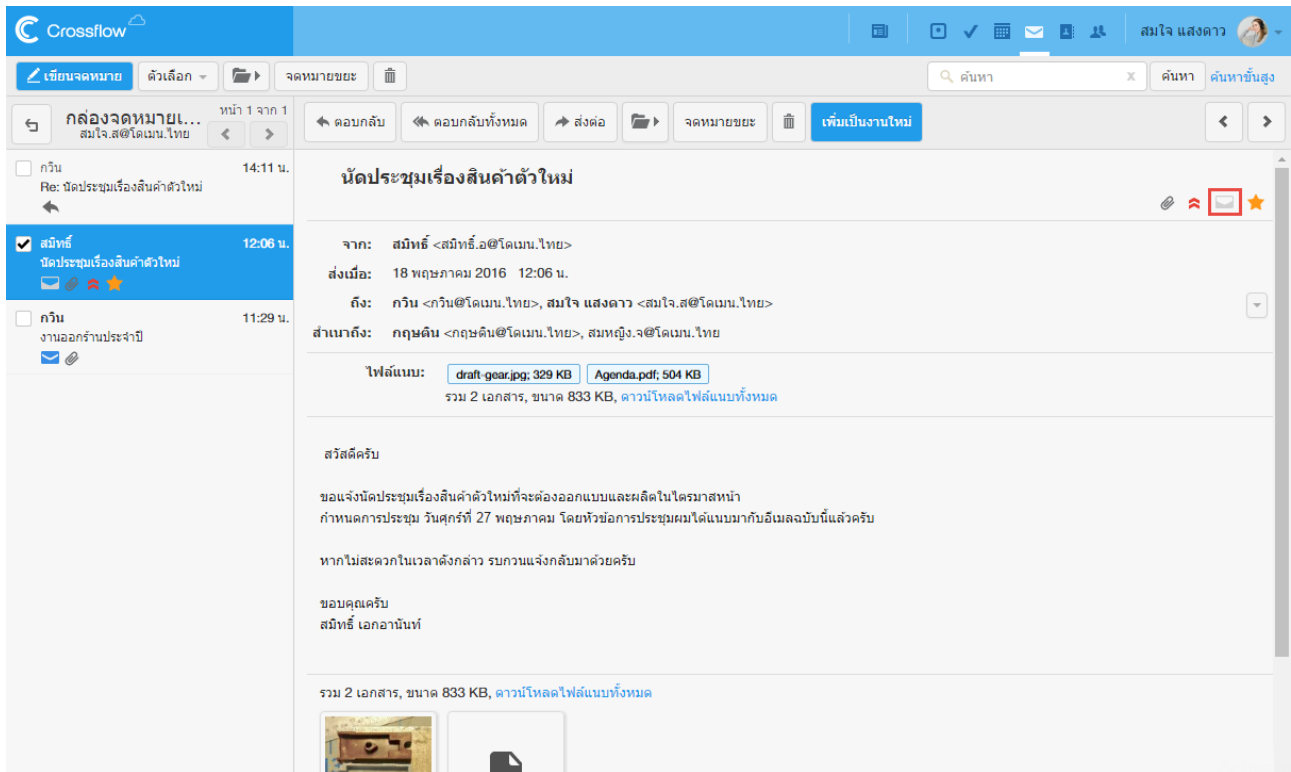 Crossflow
สมใจ แสงดาว
เขียนจดหมาย ตัวเลือก จดหมายขยะ ค้นหา X ค้นหา ค้นหาขั้นสูง
กล่องจดหมายเ... หน้า 1 จาก 1
สมใจ.ส@โดเมน.ไทย
ตอบกลับ ตอบกลับทั้งหมด ส่งต่อ จดหมายขยะ เพิ่มเป็นงานใหม่
กวิน 14:11 น.
Re: นัดประชุมเรื่องสินค้าตัวใหม่
สมิทธิ์ 12:06 น.
นัดประชุมเรื่องสินค้าตัวใหม่
กวิน 11:29 น.
งานออกร้านประจำปี
นัดประชุมเรื่องสินค้าตัวใหม่
จาก: สมิทธิ์ <สมิทธิ์.อ@โดเมน.ไทย>
ส่งเมื่อ: 18 พฤษภาคม 2016 12:06 น.
ถึง: กวิน <กวิน@โดเมน.ไทย>, สมใจ แสงดาว <สมใจ.ส@โดเมน.ไทย>
สำเนาถึง: กฤษติน <กฤษติน@โดเมน.ไทย>, สมหญิง.จ@โดเมน.ไทย
ไฟล์แนบ: draft-gear.jpg; 329 KB Agenda.pdf; 504 KB
รวม 2 เอกสาร, ขนาด 833 KB, ดาวน์โหลดไฟล์แนบทั้งหมด
สวัสดีครับ
ขอแจ้งนัดประชุมเรื่องสินค้าตัวใหม่ที่จะต้องออกแบบและผลิตในไตรมาสหน้า
กำหนดการประชุม วันศุกร์ที่ 27 พฤษภาคม โดยหัวข้อการประชุมผมได้แนบมากับอีเมลฉบับนี้แล้วครับ
หากไม่สะดวกในเวลาดังกล่าว รบกวนแจ้งกลับมาด้วยครับ
ขอบคุณครับ
สมิทธิ์ เอกอานันท์
รวม 2 เอกสาร, ขนาด 833 KB, ดาวน์โหลดไฟล์แนบทั้งหมด